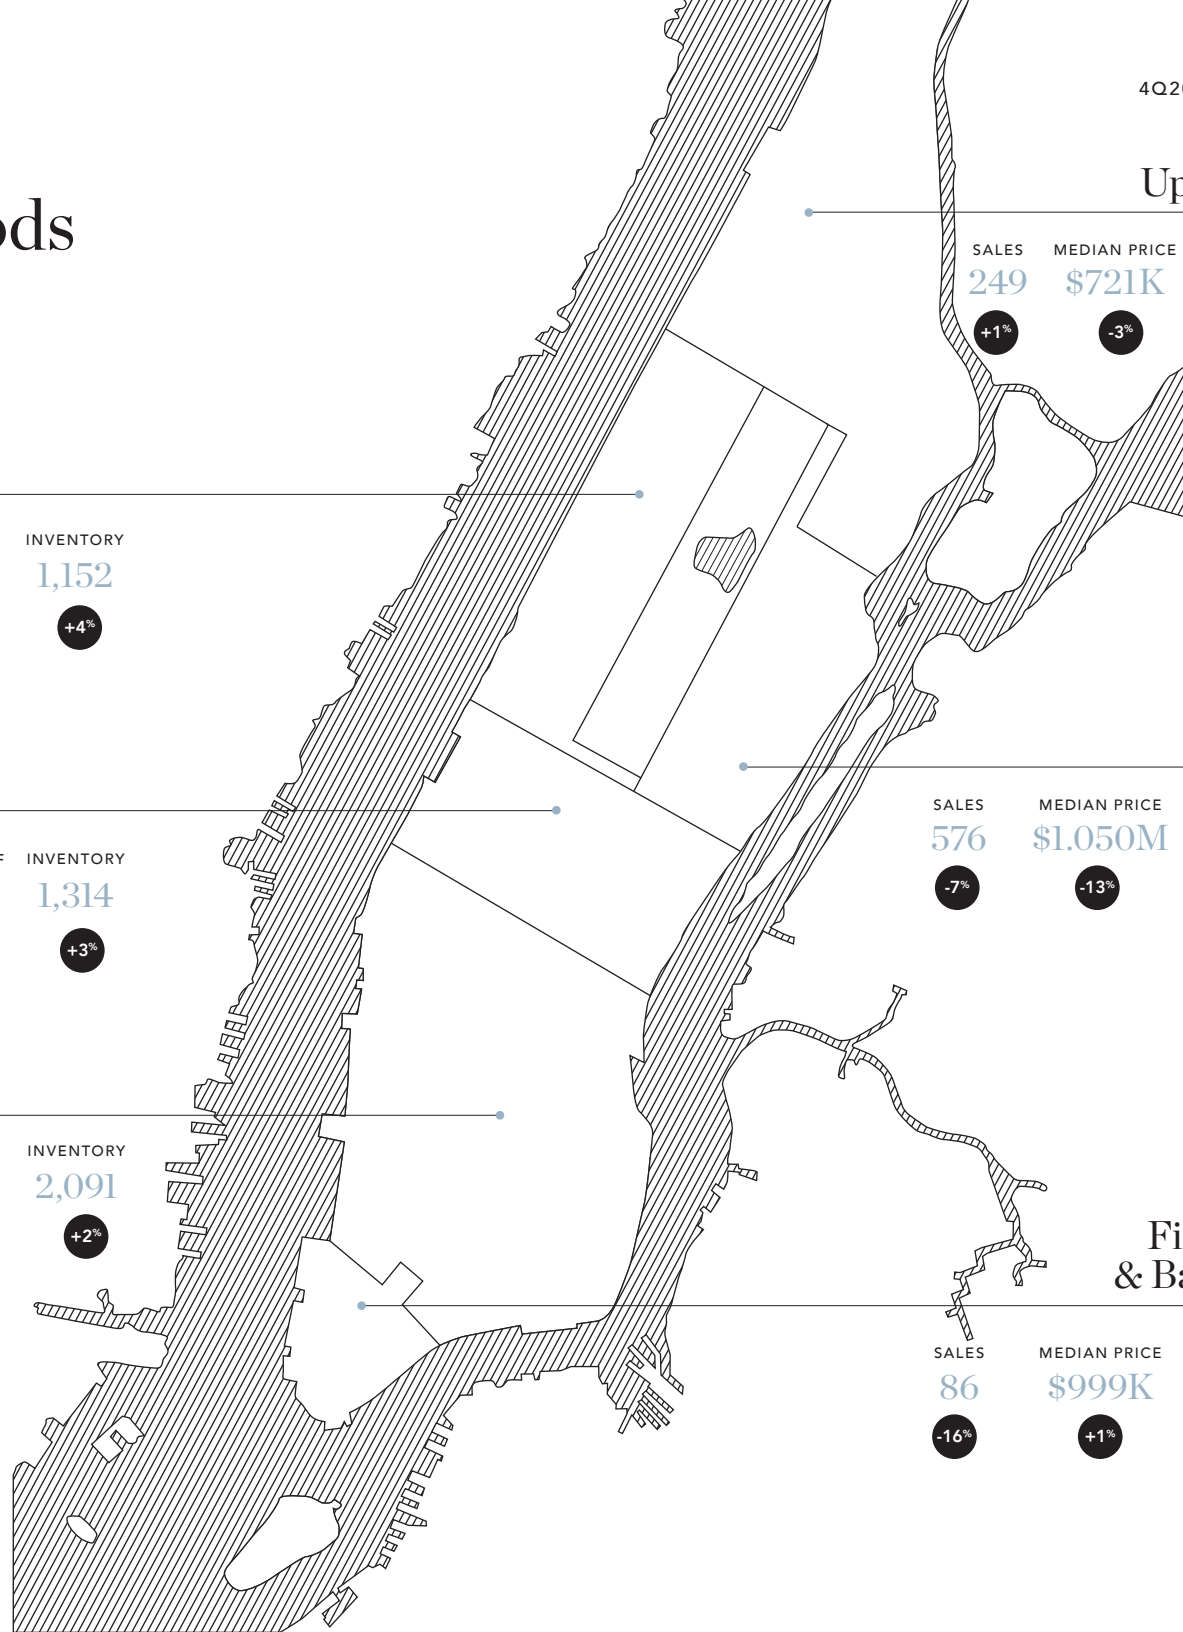 4Q20
Up
ods
SALES MEDIAN PRICE
249 $721K
+1% -3%
INVENTORY
1,152
+4%
SALES MEDIAN PRICE
576 $1.050M
-7% -13%
F INVENTORY
1,314
+3%
INVENTORY
2,091
+2%
Fi
& Ba
SALES MEDIAN PRICE
86 $999K
-16% +1%